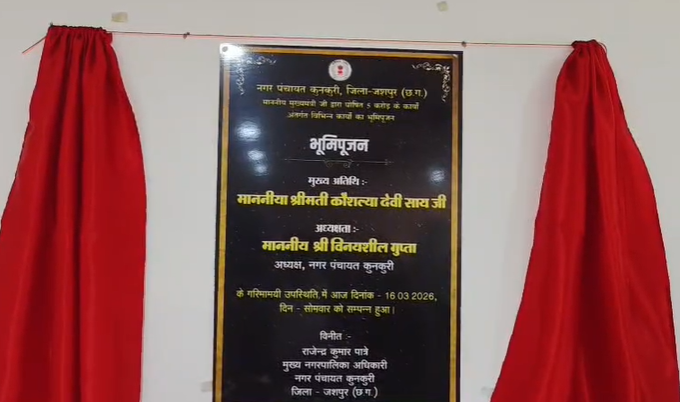 नगर पंचायत कुनकुरी, जिला-जशपुर (छ.ग.)
माननीय मुख्यमंत्री जी द्वारा घोषित 5 करोड़ के कार्यों
अंतर्गत विभिन्न कार्यों का भूमिपूजन
भूमिपूजन
मुख्य अतिथि :-
माननीया श्रीमती कौशल्या देवी साय जी
अध्यक्षता :-
माननीय श्री विनयशील गुप्ता
अध्यक्ष, नगर पंचायत कुनकुरी
के गरिमामयी उपस्थिति में आज दिनांक - 16 03 2026,
दिन - सोमवार को सम्पन्न हुआ।
विनीत :-
राजेन्द्र कुमार पात्रे
मुख्य नगरपालिका अधिकारी
नगर पंचायत कुनकुरी
जिला - जशपुर (छ.ग.)